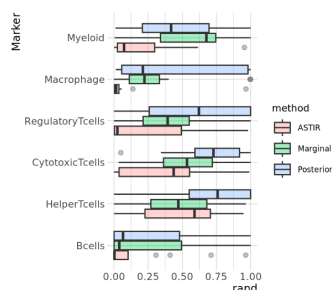 Marker
Myeloid
Macrophage
RegulatoryTcells
CytotoxicTcells
HelperTcells
Bcells
0.00 0.25 0.50 0.75 1.00
rand
method
ASTIR
Marginal
Posterior